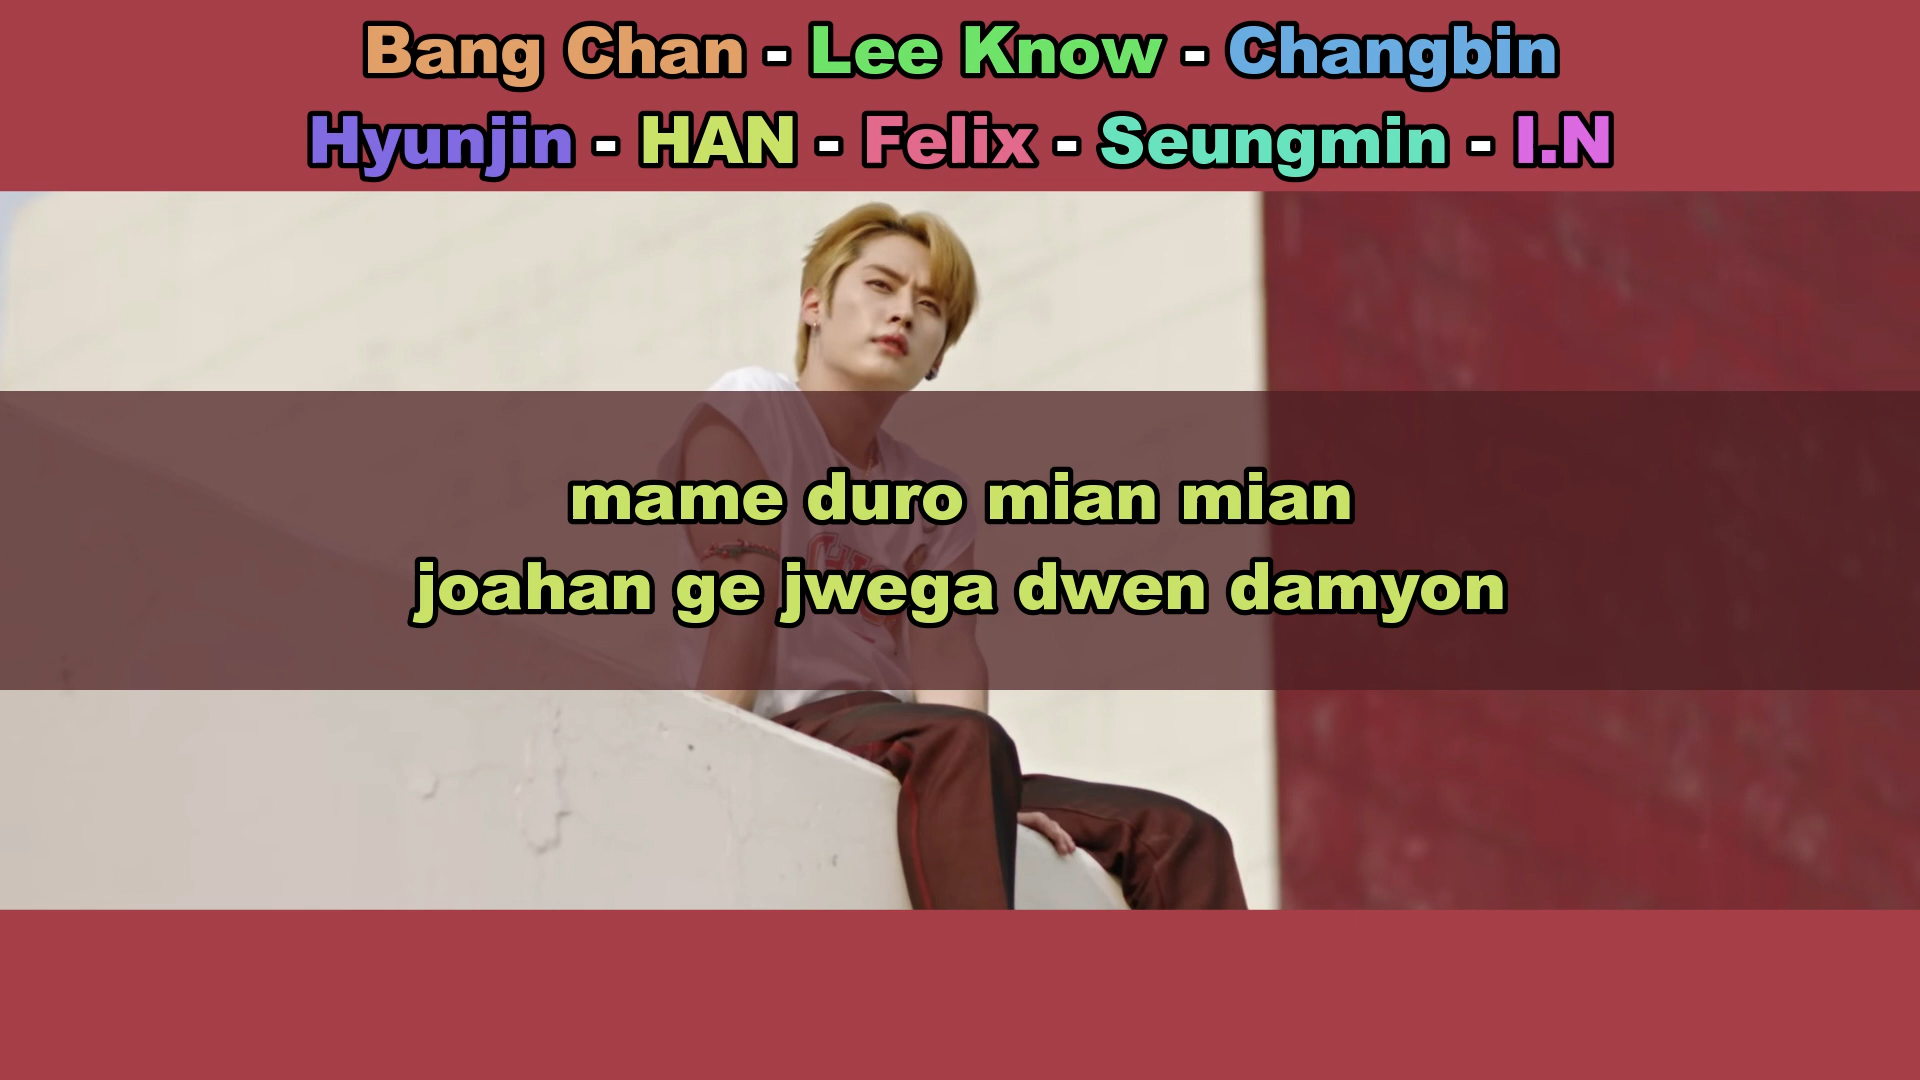 Bang Chan - Lee Know - Changbin
Hyunjin - HAN - Felix - Seungmin - I.N
mame duro mian mian
joahan ge jwega dwen damyon